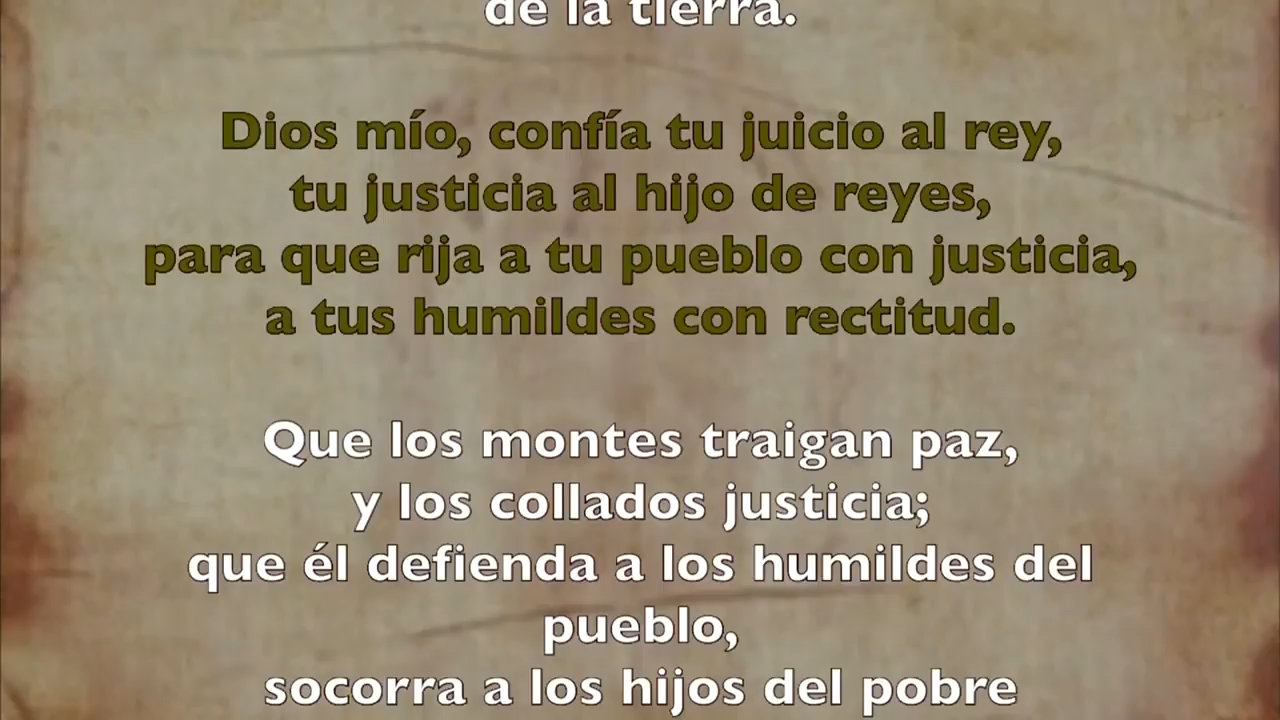 de la tierra.
Dios mío, confía tu juicio al rey,
tu justicia al hijo de reyes,
para que rija a tu pueblo con justicia,
a tus humildes con rectitud.
Que los montes traigan paz,
y los collados justicia;
que él defienda a los humildes del
pueblo,
socorra a los hijos del pobre